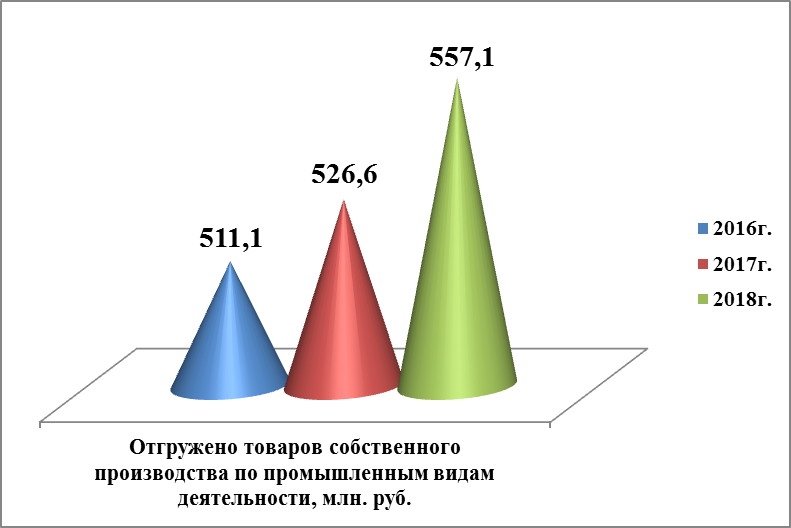 557,1
526,6
511,1
2016г.
2017г.
2018г.
Отгружено товаров собственного
производства по промышленным видам
деятельности, млн. руб.